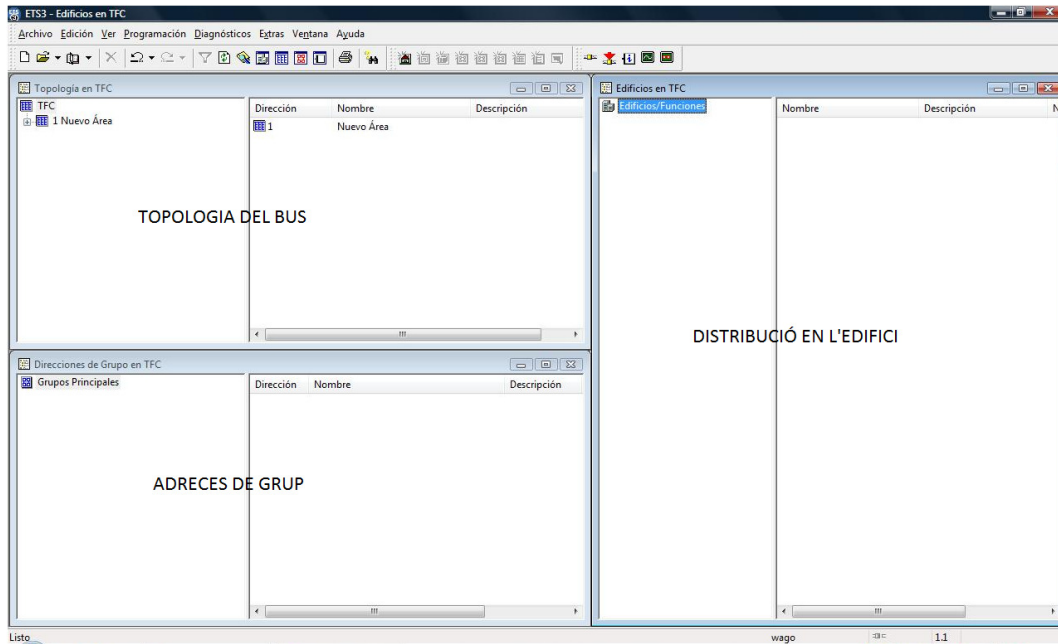 ETS3 - Edificios en TFC
Archivo Edición Ver Programación Diagnósticos Extras Ventana Ayuda
Topología en TFC
TFC
1 Nuevo Área
Dirección Nombre Descripción
1 Nuevo Área
TOPOLOGIA DEL BUS
Direcciones de Grupo en TFC
Grupos Principales
Dirección Nombre Descripción
ADRECES DE GRUP
Edificios en TFC
Edificios/Funciones
Nombre Descripción N
DISTRIBUCIÓ EN L'EDIFICI
Listo wago 1.1